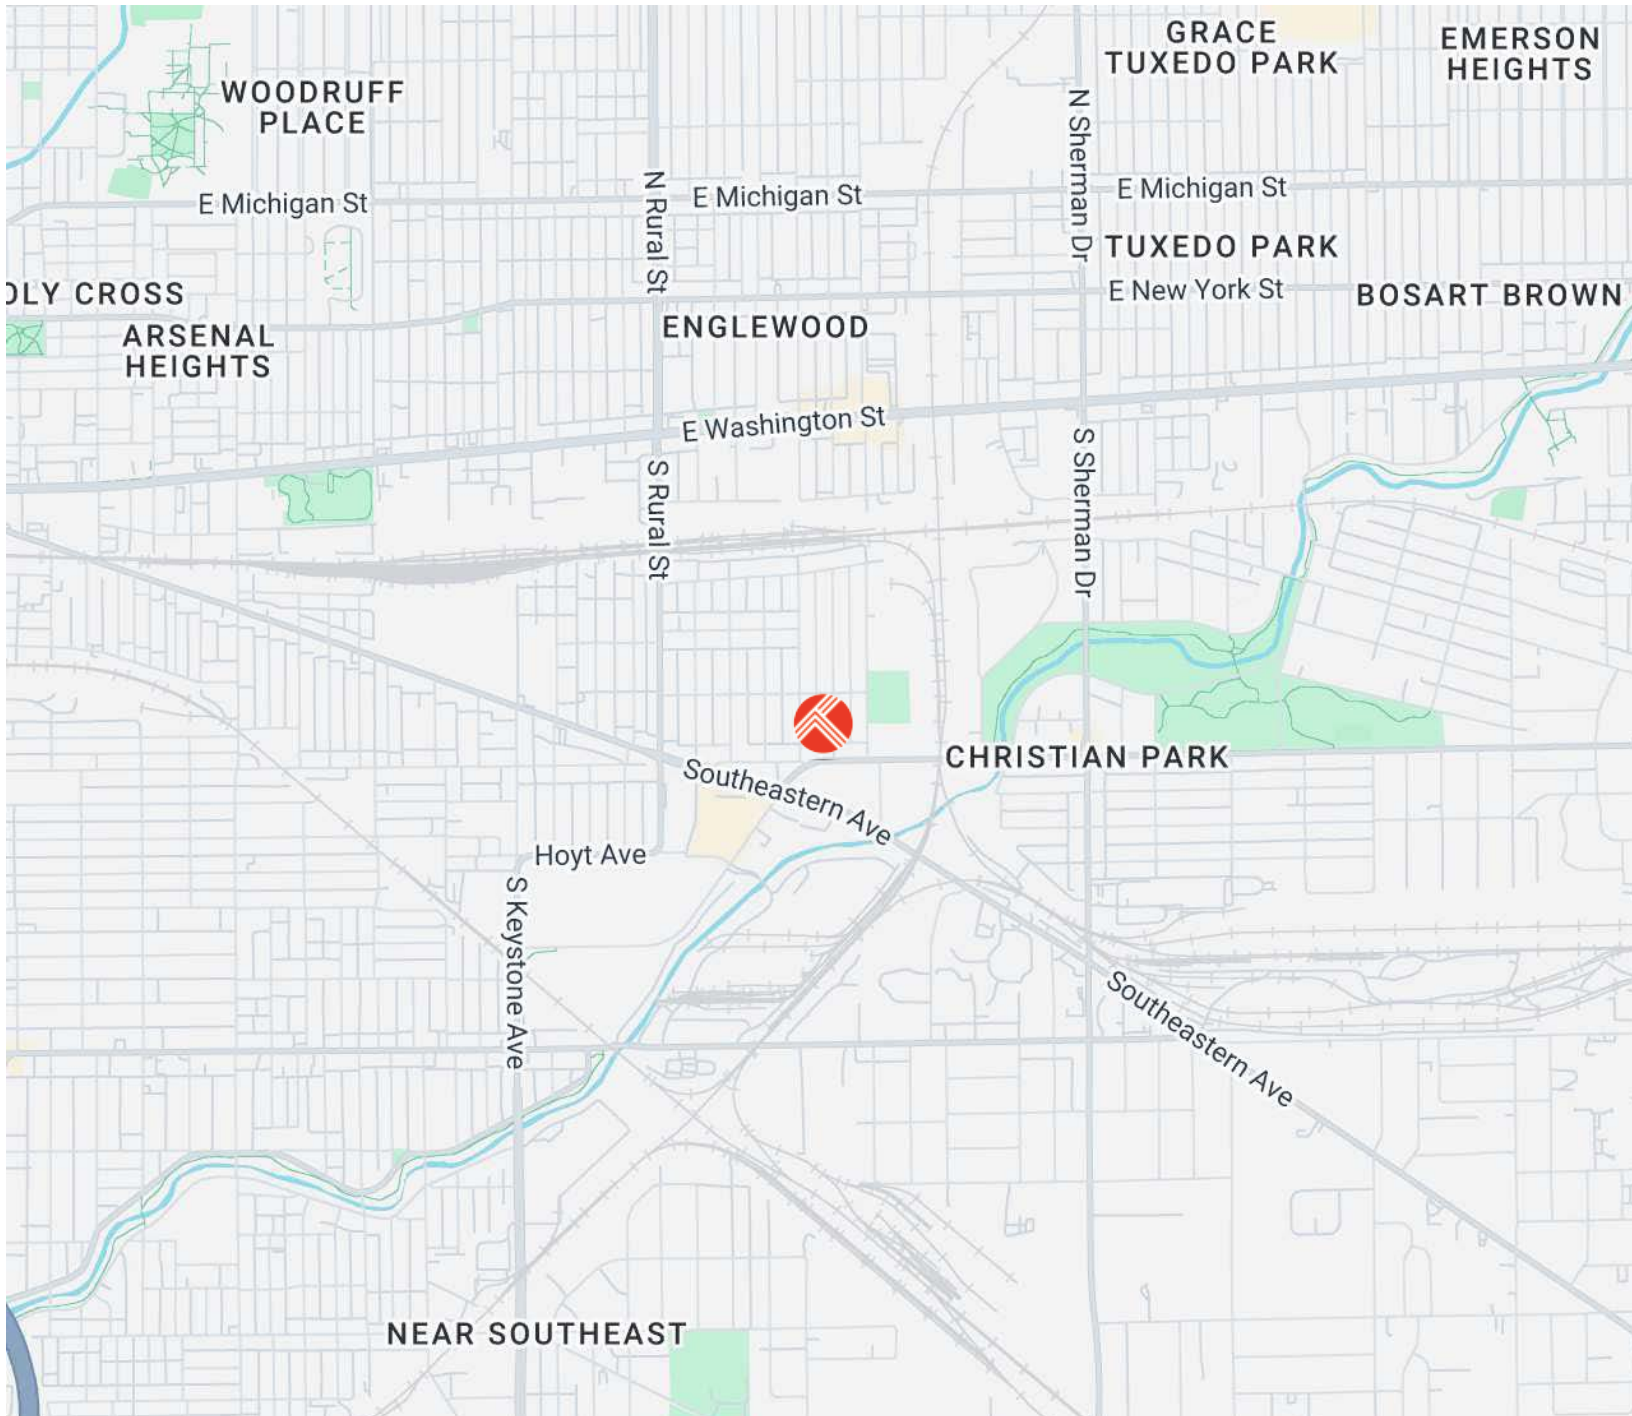 GRACE
TUXEDO PARK
EMERSON
HEIGHTS
WOODRUFF
PLACE
N Sherman Dr
N Rural St
E Michigan St
E Michigan St
E Michigan St
TUXEDO PARK
E New York St
OLY CROSS
BOSART BROWN
ARSENAL
HEIGHTS
ENGLEWOOD
E Washington St
S Rural St
S Sherman Dr
CHRISTIAN PARK
Southeastern Ave
Hoyt Ave
S Keystone Ave
Southeastern Ave
NEAR SOUTHEAST